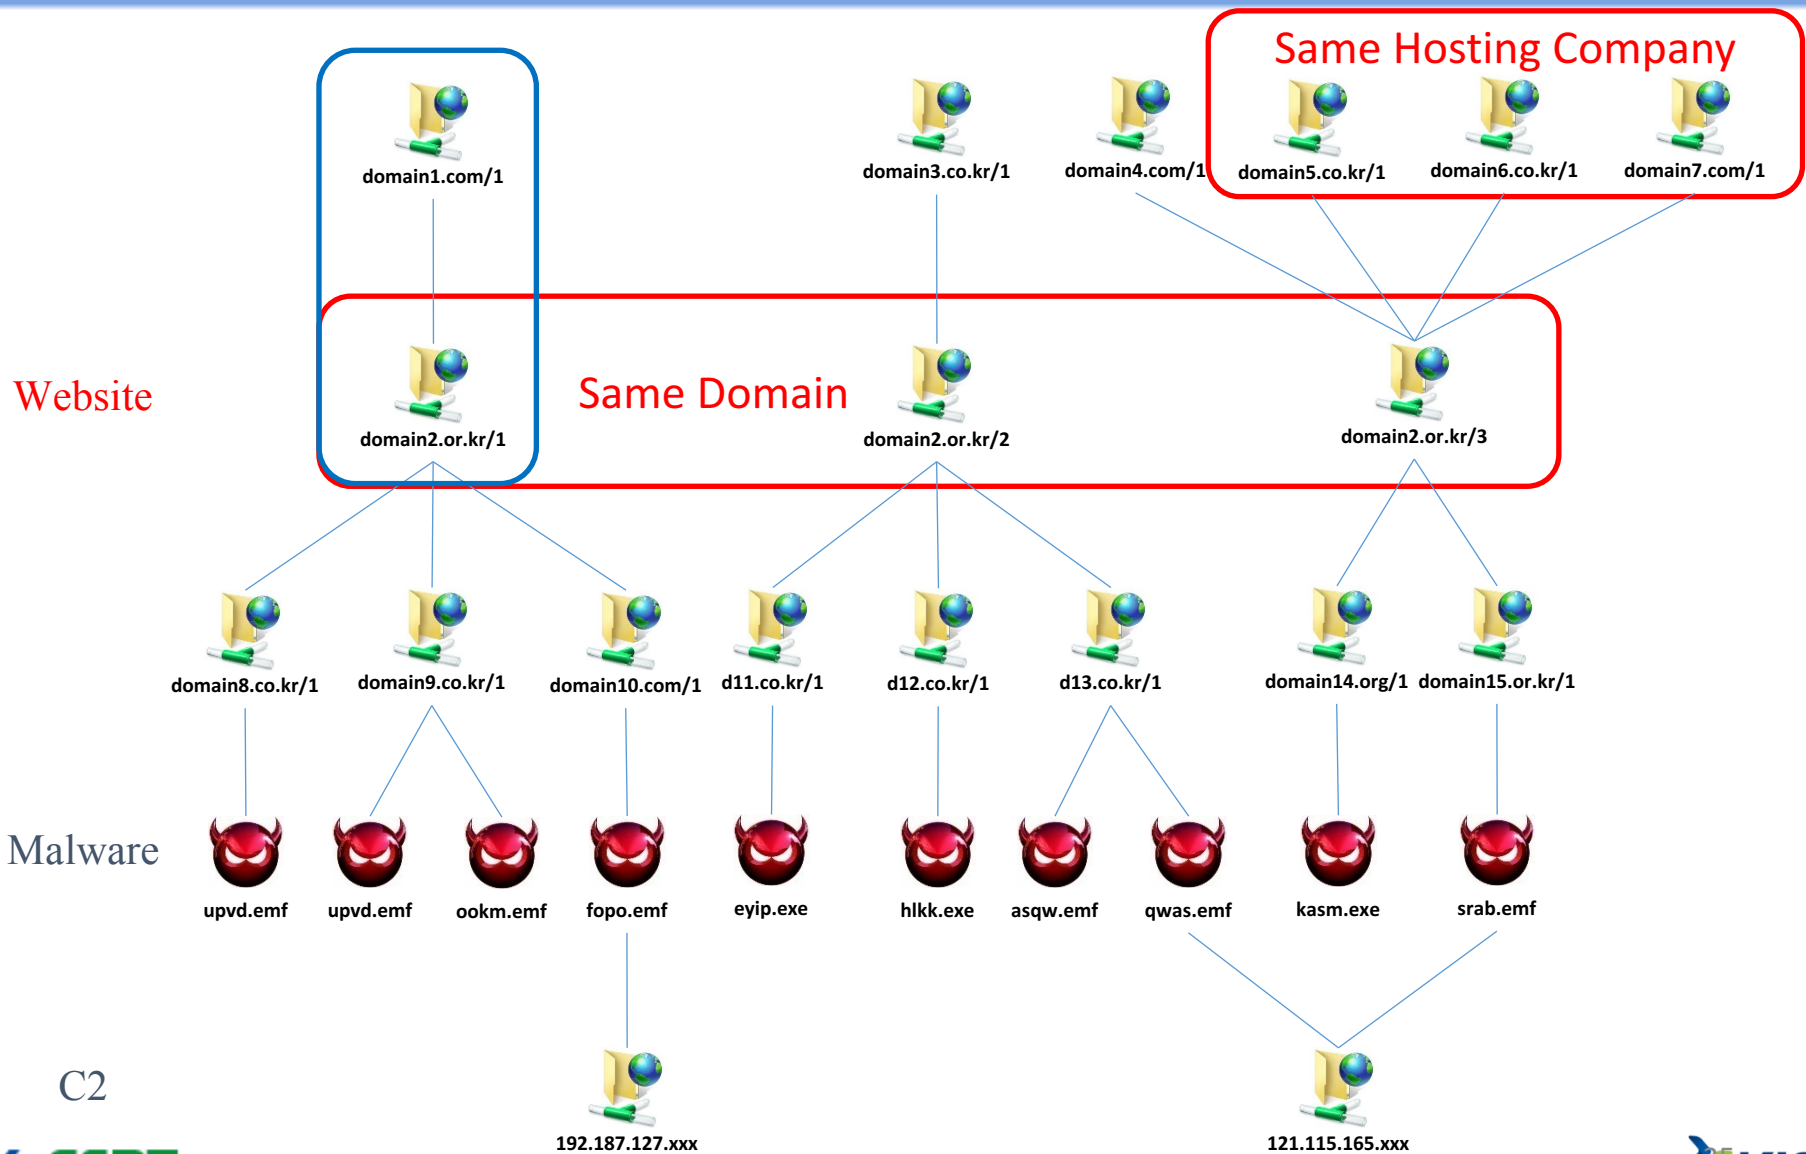 Same Hosting Company
domain1.com/1
domain3.co.kr/1
domain4.com/1
domain5.co.kr/1
domain6.co.kr/1
domain7.com/1
Website
Same Domain
domain2.or.kr/1
domain2.or.kr/2
domain2.or.kr/3
domain8.co.kr/1
domain9.co.kr/1
domain10.com/1
d11.co.kr/1
d12.co.kr/1
d13.co.kr/1
domain14.org/1
domain15.or.kr/1
Malware
upvd.emf
upvd.emf
ookm.emf
fopo.emf
eyip.exe
hlkk.exe
asqw.emf
qwas.emf
kasm.exe
srab.emf
C2
192.187.127.xxx
121.115.165.xxx